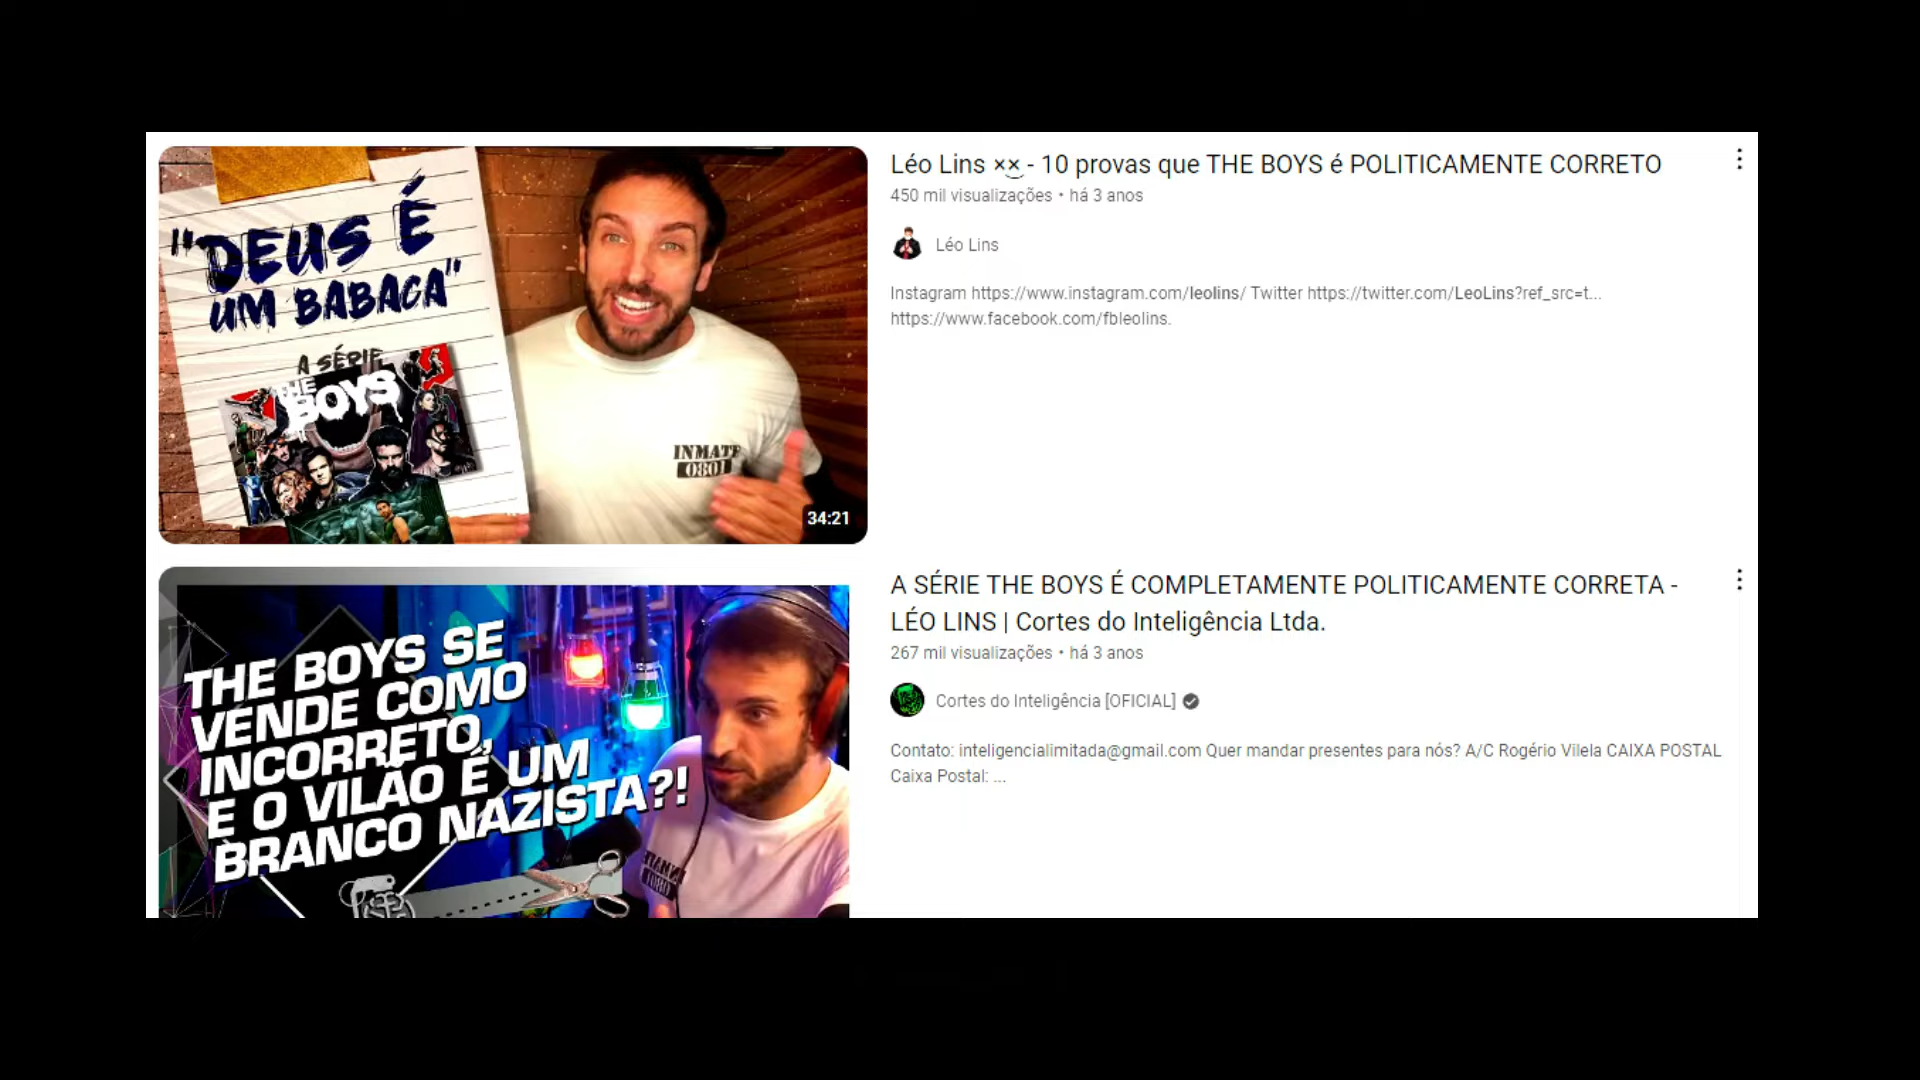 "DEUS É
UM BABACA"
A SÉRIE
THE
BOYS
INMATE
0801
34:21
Léo Lins ×͜× - 10 provas que THE BOYS é POLITICAMENTE CORRETO
450 mil visualizações • há 3 anos
Léo Lins
Instagram https://www.instagram.com/leolins/ Twitter https://twitter.com/LeoLins?ref_src=t...
https://www.facebook.com/fbleolins.
THE BOYS SE
VENDE COMO
INCORRETO,
E O VILÃO É UM
BRANCO NAZISTA?!
A SÉRIE THE BOYS É COMPLETAMENTE POLITICAMENTE CORRETA -
LÉO LINS | Cortes do Inteligência Ltda.
267 mil visualizações • há 3 anos
Cortes do Inteligência [OFICIAL]
Contato: inteligencialimitada@gmail.com Quer mandar presentes para nós? A/C Rogério Vilela CAIXA POSTAL
Caixa Postal: ...